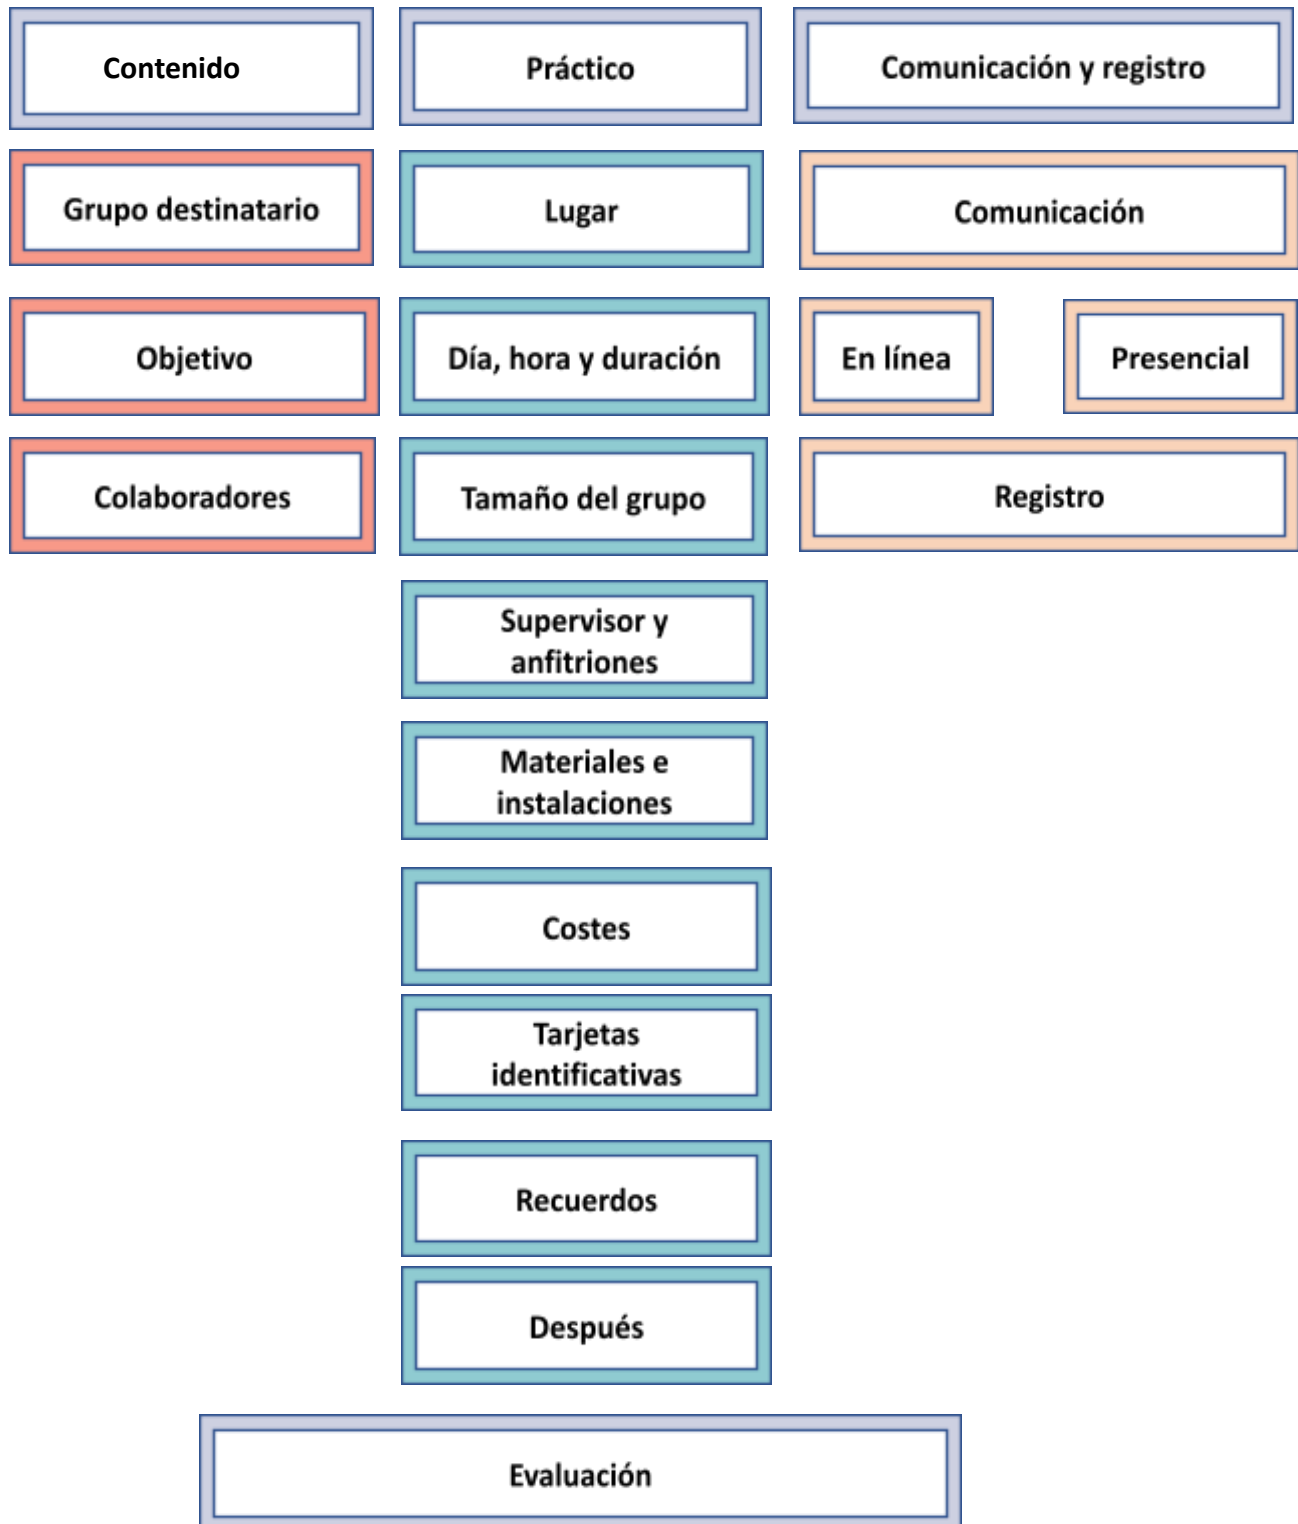 Contenido
Práctico
Comunicación y registro
Grupo destinatario
Lugar
Comunicación
Objetivo
Día, hora y duración
En línea
Presencial
Colaboradores
Tamaño del grupo
Registro
Supervisor y
anfitriones
Materiales e
instalaciones
Costes
Tarjetas
identificativas
Recuerdos
Después
Evaluación